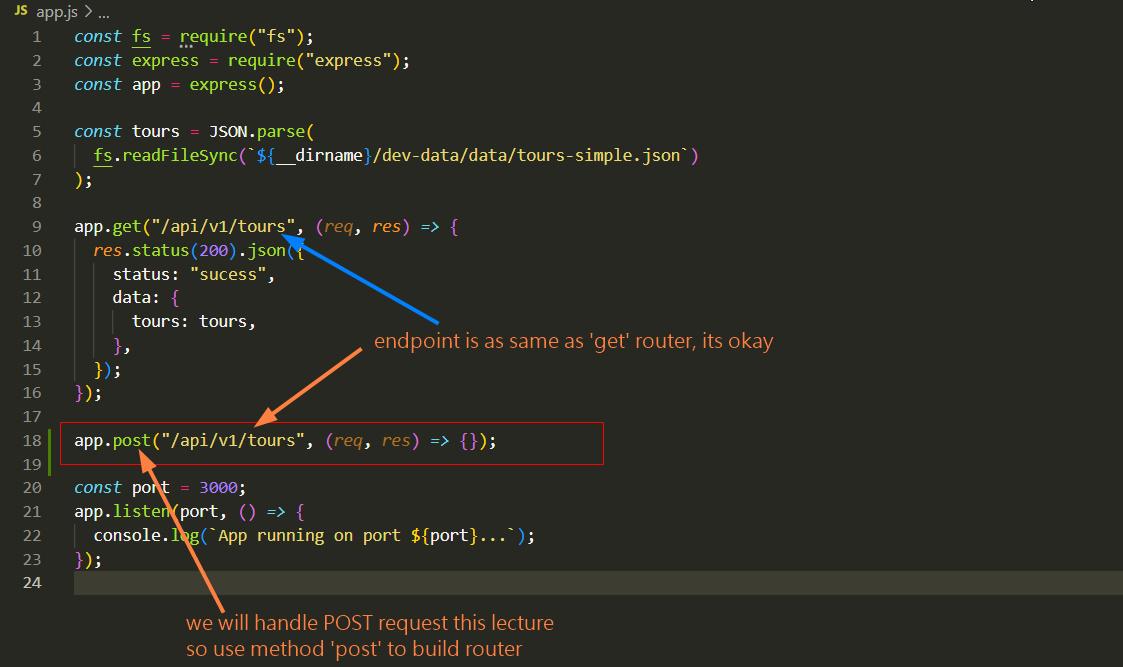 JS app.js > ...
1 const fs = require("fs");
2 const express = require("express");
3 const app = express();
4
5 const tours = JSON.parse(
6   fs.readFileSync(`${__dirname}/dev-data/data/tours-simple.json`)
7 );
8
9 app.get("/api/v1/tours", (req, res) => {
10   res.status(200).json({
11     status: "sucess",
12     data: {
13       tours: tours,
endpoint is as same as 'get' router, its okay
14     },
15   });
16 });
17
18 app.post("/api/v1/tours", (req, res) => {});
19
20 const port = 3000;
21 app.listen(port, () => {
22   console.log(`App running on port ${port}...`);
23 });
24
we will handle POST request this lecture
so use method 'post' to build router